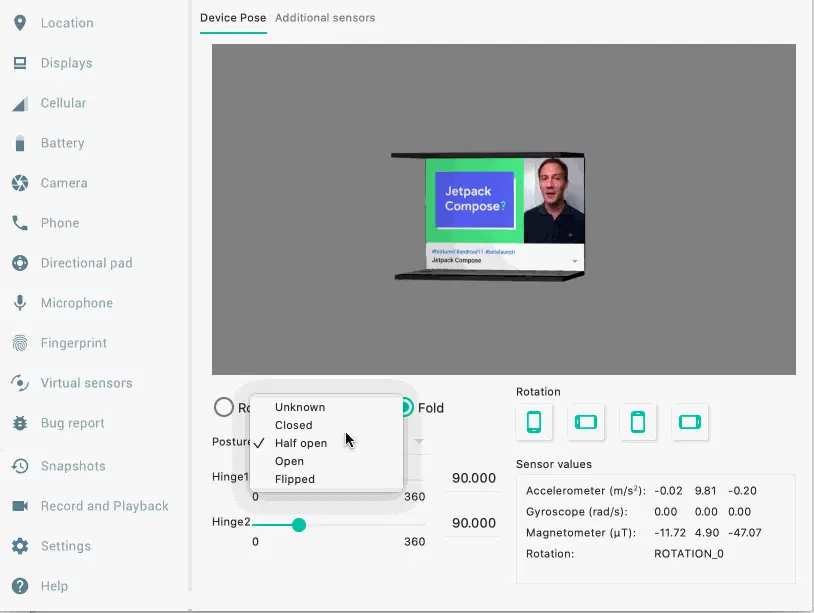 Location
Displays
Cellular
Battery
Camera
Phone
Directional pad
Microphone
Fingerprint
Virtual sensors
Bug report
Snapshots
Record and Playback
Settings
Help
Device Pose Additional sensors
Jetpack
Compose?
#featured #android11 #betalaunch
Jetpack Compose
Fold
Posture
Unknown
Closed
Half open
Open
Flipped
Hinge1
90.000
0 360
Hinge2
90.000
0 360
Rotation
Sensor values
Accelerometer (m/s²): -0.02 9.81 -0.20
Gyroscope (rad/s): 0.00 0.00 0.00
Magnetometer (μT): -11.72 4.90 -47.07
Rotation: ROTATION_0